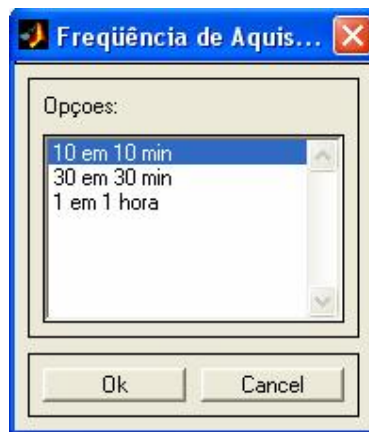 Freqüência de Aquis...
Opçoes:
10 em 10 min
30 em 30 min
1 em 1 hora
Ok Cancel